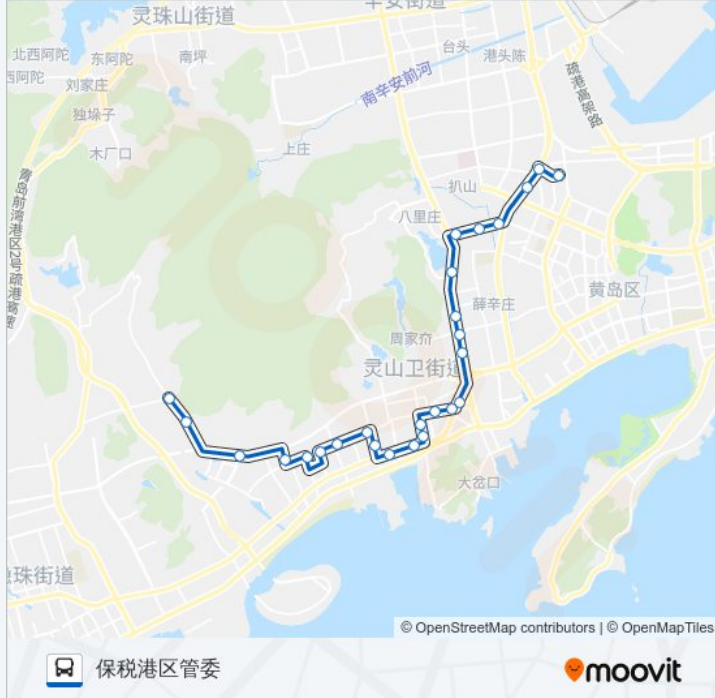 灵珠山街道
辛安街道
北西阿陀
东阿陀
南坪
台头
港头陈
西阿陀
刘家庄
南辛安前河
疏港高架路
独垛子
木厂口
上庄
扒山
八里庄
青岛前湾港区2号疏港高速
薛辛庄
黄岛区
周家夼
灵山卫街道
大岔口
珠街道
© OpenStreetMap contributors | © OpenMapTiles
保税港区管委
moovit